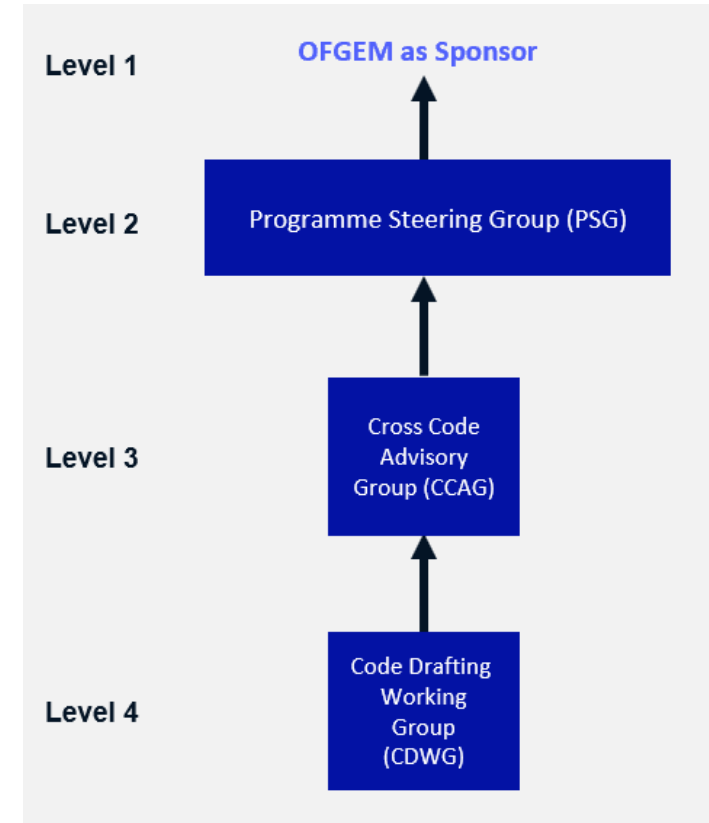 Level 1
OFGEM as Sponsor
Level 2
Programme Steering Group (PSG)
Level 3
Cross Code
Advisory
Group (CCAG)
Level 4
Code Drafting
Working
Group
(CDWG)